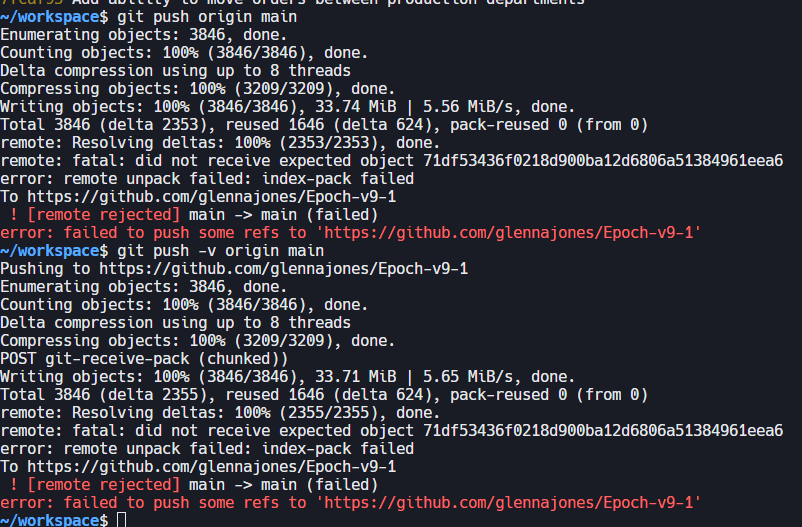 Add ability to move orders between production departments
~/workspace$ git push origin main
Enumerating objects: 3846, done.
Counting objects: 100% (3846/3846), done.
Delta compression using up to 8 threads
Compressing objects: 100% (3209/3209), done.
Writing objects: 100% (3846/3846), 33.74 MiB | 5.56 MiB/s, done.
Total 3846 (delta 2353), reused 1646 (delta 624), pack-reused 0 (from 0)
remote: Resolving deltas: 100% (2353/2353), done.
remote: fatal: did not receive expected object 71df53436f0218d900ba12d6806a51384961eea6
error: remote unpack failed: index-pack failed
To https://github.com/glennajones/Epoch-v9-1
! [remote rejected] main -> main (failed)
error: failed to push some refs to 'https://github.com/glennajones/Epoch-v9-1'
~/workspace$ git push -v origin main
Pushing to https://github.com/glennajones/Epoch-v9-1
Enumerating objects: 3846, done.
Counting objects: 100% (3846/3846), done.
Delta compression using up to 8 threads
Compressing objects: 100% (3209/3209), done.
POST git-receive-pack (chunked))
Writing objects: 100% (3846/3846), 33.71 MiB | 5.65 MiB/s, done.
Total 3846 (delta 2355), reused 1646 (delta 624), pack-reused 0 (from 0)
remote: Resolving deltas: 100% (2355/2355), done.
remote: fatal: did not receive expected object 71df53436f0218d900ba12d6806a51384961eea6
error: remote unpack failed: index-pack failed
To https://github.com/glennajones/Epoch-v9-1
! [remote rejected] main -> main (failed)
error: failed to push some refs to 'https://github.com/glennajones/Epoch-v9-1'
~/workspace$